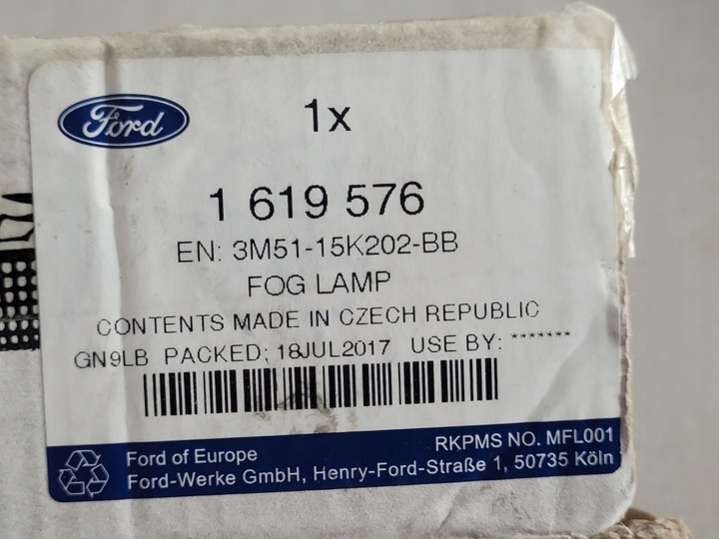 Ford
1x
1 619 576
EN: 3M51-15K202-BB
FOG LAMP
CONTENTS MADE IN CZECH REPUBLIC
GN9LB PACKED; 18JUL2017 USE BY: *******
RKPMS NO. MFL001
Ford of Europe
Ford-Werke GmbH, Henry-Ford-Straße 1, 50735 Köln